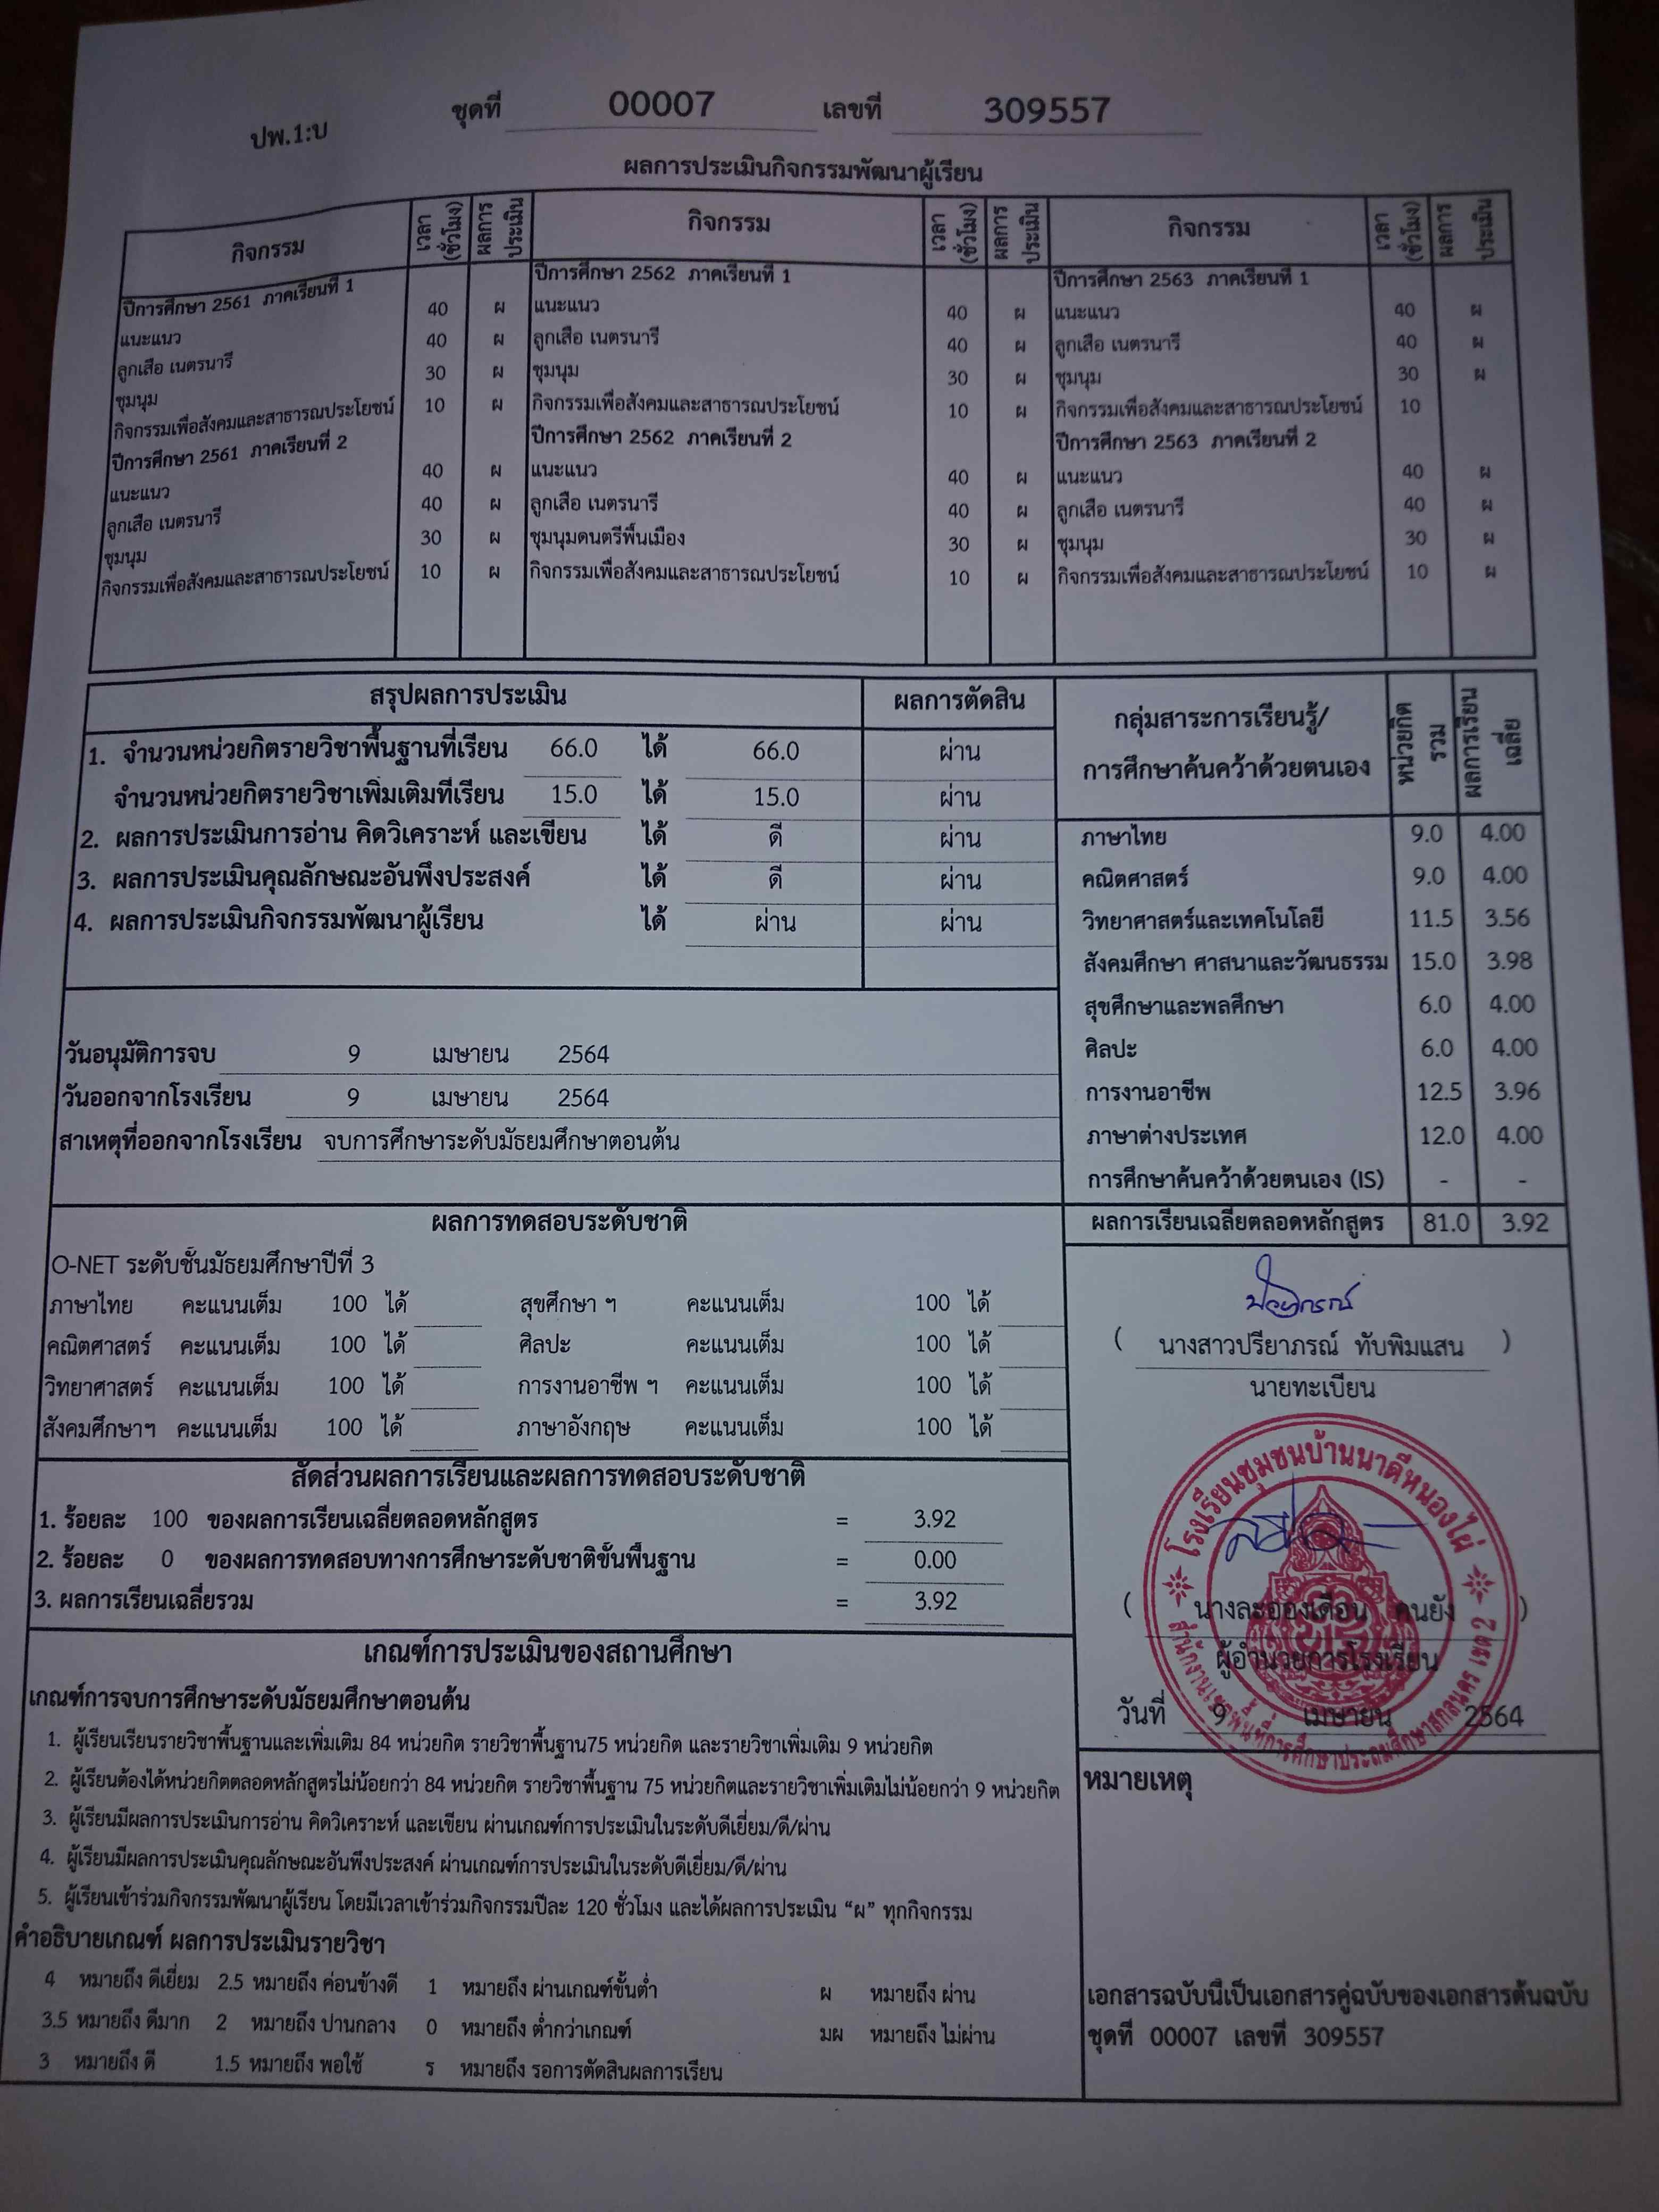 ปพ.1:บ
ชุดที่ 00007 เลขที่ 309557
ผลการประเมินกิจกรรมพัฒนาผู้เรียน
กิจกรรม เวลา (ชั่วโมง) ผลการประเมิน กิจกรรม เวลา (ชั่วโมง) ผลการประเมิน กิจกรรม เวลา (ชั่วโมง) ผลการประเมิน
ปีการศึกษา 2561 ภาคเรียนที่ 1
แนะแนว 40 ผ
ลูกเสือ เนตรนารี 40 ผ
ชุมนุม 30 ผ
กิจกรรมเพื่อสังคมและสาธารณประโยชน์ 10 ผ
ปีการศึกษา 2561 ภาคเรียนที่ 2
แนะแนว 40 ผ
ลูกเสือ เนตรนารี 40 ผ
ชุมนุม 30 ผ
กิจกรรมเพื่อสังคมและสาธารณประโยชน์ 10 ผ
ปีการศึกษา 2562 ภาคเรียนที่ 1
แนะแนว 40 ผ
ลูกเสือ เนตรนารี 40 ผ
ชุมนุม 30 ผ
กิจกรรมเพื่อสังคมและสาธารณประโยชน์ 10 ผ
ปีการศึกษา 2562 ภาคเรียนที่ 2
แนะแนว 40 ผ
ลูกเสือ เนตรนารี 40 ผ
ชุมนุมดนตรีพื้นเมือง 30 ผ
กิจกรรมเพื่อสังคมและสาธารณประโยชน์ 10 ผ
ปีการศึกษา 2563 ภาคเรียนที่ 1
แนะแนว 40 ผ
ลูกเสือ เนตรนารี 40 ผ
ชุมนุม 30 ผ
กิจกรรมเพื่อสังคมและสาธารณประโยชน์ 10
ปีการศึกษา 2563 ภาคเรียนที่ 2
แนะแนว 40 ผ
ลูกเสือ เนตรนารี 40 ผ
ชุมนุม 30 ผ
กิจกรรมเพื่อสังคมและสาธารณประโยชน์ 10 ผ
สรุปผลการประเมิน ผลการตัดสิน
1. จำนวนหน่วยกิตรายวิชาพื้นฐานที่เรียน 66.0 ได้ 66.0 ผ่าน
จำนวนหน่วยกิตรายวิชาเพิ่มเติมที่เรียน 15.0 ได้ 15.0 ผ่าน
2. ผลการประเมินการอ่าน คิดวิเคราะห์ และเขียน ได้ ดี ผ่าน
3. ผลการประเมินคุณลักษณะอันพึงประสงค์ ได้ ดี ผ่าน
4. ผลการประเมินกิจกรรมพัฒนาผู้เรียน ได้ ผ่าน ผ่าน
วันอนุมัติการจบ 9 เมษายน 2564
วันออกจากโรงเรียน 9 เมษายน 2564
สาเหตุที่ออกจากโรงเรียน จบการศึกษาระดับมัธยมศึกษาตอนต้น
กลุ่มสาระการเรียนรู้/
การศึกษาค้นคว้าด้วยตนเอง หน่วยกิตรวม ผลการเรียนเฉลี่ย
ภาษาไทย 9.0 4.00
คณิตศาสตร์ 9.0 4.00
วิทยาศาสตร์และเทคโนโลยี 11.5 3.56
สังคมศึกษา ศาสนาและวัฒนธรรม 15.0 3.98
สุขศึกษาและพลศึกษา 6.0 4.00
ศิลปะ 6.0 4.00
การงานอาชีพ 12.5 3.96
ภาษาต่างประเทศ 12.0 4.00
การศึกษาค้นคว้าด้วยตนเอง (IS) - -
ผลการเรียนเฉลี่ยตลอดหลักสูตร 81.0 3.92
ผลการทดสอบระดับชาติ
O-NET ระดับชั้นมัธยมศึกษาปีที่ 3
ภาษาไทย คะแนนเต็ม 100 ได้ สุขศึกษา ฯ คะแนนเต็ม 100 ได้
คณิตศาสตร์ คะแนนเต็ม 100 ได้ ศิลปะ คะแนนเต็ม 100 ได้
วิทยาศาสตร์ คะแนนเต็ม 100 ได้ การงานอาชีพ ฯ คะแนนเต็ม 100 ได้
สังคมศึกษาฯ คะแนนเต็ม 100 ได้ ภาษาอังกฤษ คะแนนเต็ม 100 ได้
สัดส่วนผลการเรียนและผลการทดสอบระดับชาติ
1. ร้อยละ 100 ของผลการเรียนเฉลี่ยตลอดหลักสูตร = 3.92
2. ร้อยละ 0 ของผลการทดสอบทางการศึกษาระดับชาติขั้นพื้นฐาน = 0.00
3. ผลการเรียนเฉลี่ยรวม = 3.92
ปรียาภรณ์
( นางสาวปรียาภรณ์ ทับพิมแสน )
นายทะเบียน
โรงเรียนชุมชนบ้านนาดีหนองไผ่
สำนักงานเขตพื้นที่การศึกษาประถมศึกษาสกลนคร เขต 2
( นางละอองเดือน คนยัง )
ผู้อำนวยการโรงเรียน
วันที่ 9 เมษายน 2564
เกณฑ์การประเมินของสถานศึกษา
เกณฑ์การจบการศึกษาระดับมัธยมศึกษาตอนต้น
1. ผู้เรียนเรียนรายวิชาพื้นฐานและเพิ่มเติม 84 หน่วยกิต รายวิชาพื้นฐาน75 หน่วยกิต และรายวิชาเพิ่มเติม 9 หน่วยกิต
2. ผู้เรียนต้องได้หน่วยกิตตลอดหลักสูตรไม่น้อยกว่า 84 หน่วยกิต รายวิชาพื้นฐาน 75 หน่วยกิตและรายวิชาเพิ่มเติมไม่น้อยกว่า 9 หน่วยกิต
3. ผู้เรียนมีผลการประเมินการอ่าน คิดวิเคราะห์ และเขียน ผ่านเกณฑ์การประเมินในระดับดีเยี่ยม/ดี/ผ่าน
4. ผู้เรียนมีผลการประเมินคุณลักษณะอันพึงประสงค์ ผ่านเกณฑ์การประเมินในระดับดีเยี่ยม/ดี/ผ่าน
5. ผู้เรียนเข้าร่วมกิจกรรมพัฒนาผู้เรียน โดยมีเวลาเข้าร่วมกิจกรรมปีละ 120 ชั่วโมง และได้ผลการประเมิน “ผ” ทุกกิจกรรม
คำอธิบายเกณฑ์ ผลการประเมินรายวิชา
4 หมายถึง ดีเยี่ยม 2.5 หมายถึง ค่อนข้างดี 1 หมายถึง ผ่านเกณฑ์ขั้นต่ำ ผ หมายถึง ผ่าน
3.5 หมายถึง ดีมาก 2 หมายถึง ปานกลาง 0 หมายถึง ต่ำกว่าเกณฑ์ มผ หมายถึง ไม่ผ่าน
3 หมายถึง ดี 1.5 หมายถึง พอใช้ ร หมายถึง รอการตัดสินผลการเรียน
หมายเหตุ
เอกสารฉบับนี้เป็นเอกสารคู่ฉบับของเอกสารต้นฉบับ
ชุดที่ 00007 เลขที่ 309557